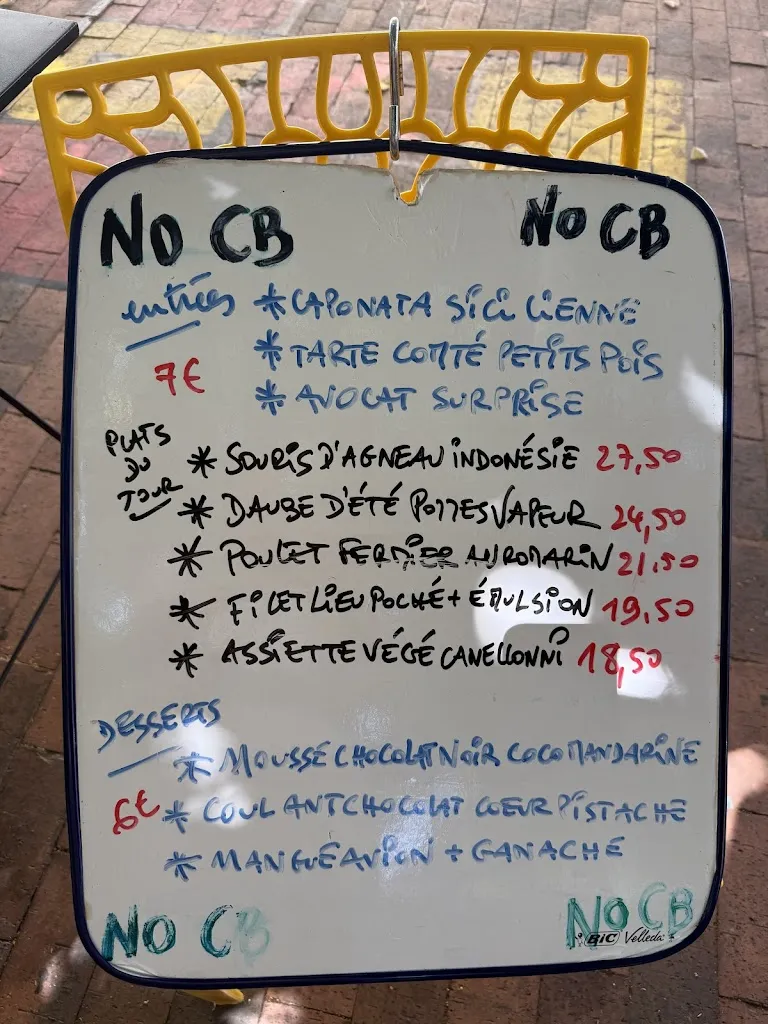 NO CB NO CB
entrées * CAPONATA SICILIENNE
* TARTE COMTÉ PETITS POIS
7€
* AVOCAT SURPRISE
PLATS
DU
JOUR
* SOURIS D'AGNEAU INDONÉSIE 27,50
* DAUBE D'ÉTÉ POMMES VAPEUR 24,50
* POULET FERMIER AU ROMARIN 21.50
* FILET LIEU POCHÉ + ÉMULSION 19,50
* ASSIETTE VÉGÉ CANELLONNI 18,50
DESSERTS
* MOUSSE CHOCOLAT NOIR COCO MANDARINE
6€ * COULANT CHOCOLAT COEUR PISTACHE
* MANGUE AVION + GANACHE
NO CB NO CB
BIC Velleda